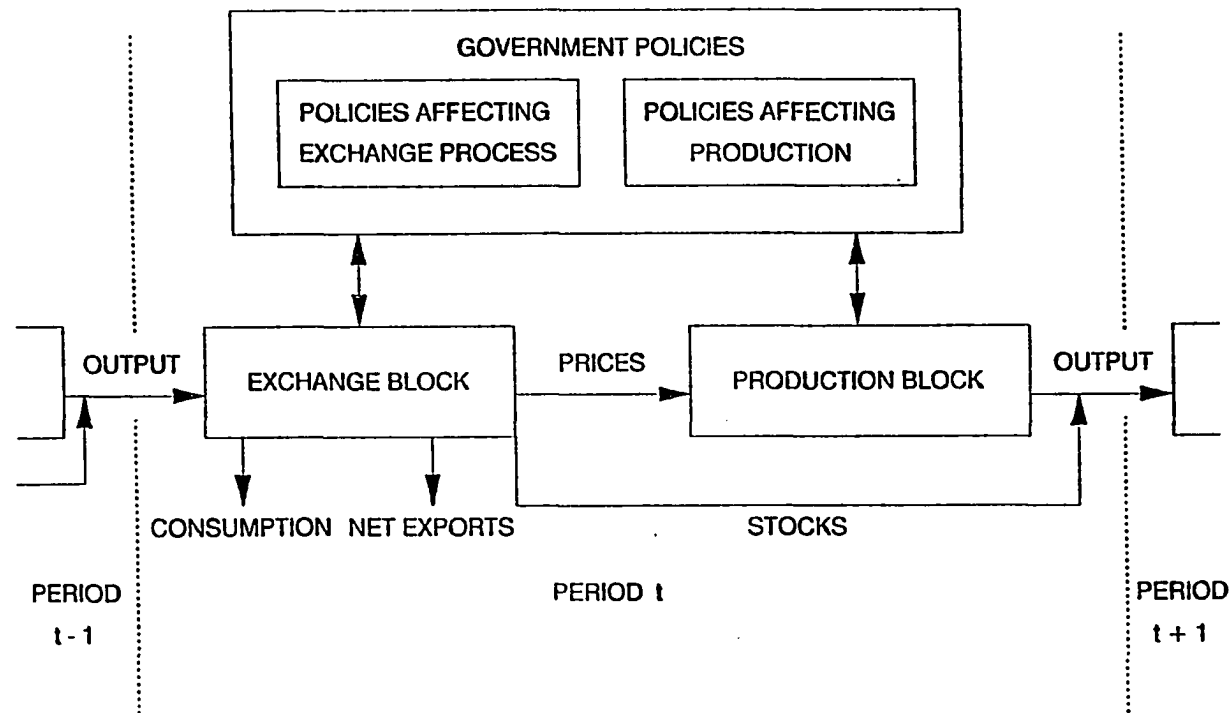 GOVERNMENT POLICIES
POLICIES AFFECTING
EXCHANGE PROCESS
POLICIES AFFECTING
PRODUCTION
OUTPUT
EXCHANGE BLOCK
PRICES
PRODUCTION BLOCK
OUTPUT
CONSUMPTION
NET EXPORTS
STOCKS
PERIOD
t - 1
PERIOD t
PERIOD
t + 1